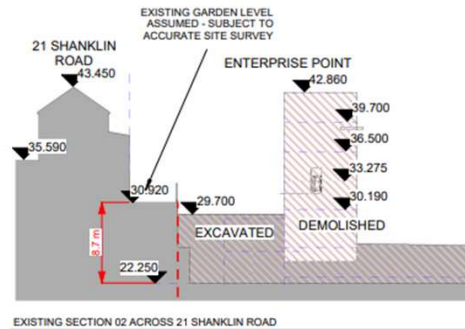 EXISTING GARDEN LEVEL
ASSUMED - SUBJECT TO
ACCURATE SITE SURVEY
21 SHANKLIN
ROAD
43.450
ENTERPRISE POINT
42.860
39.700
36.500
35.590
33.275
30.920
29.700
30.190
EXCAVATED
DEMOLISHED
8.7 m
22.250
EXISTING SECTION 02 ACROSS 21 SHANKLIN ROAD